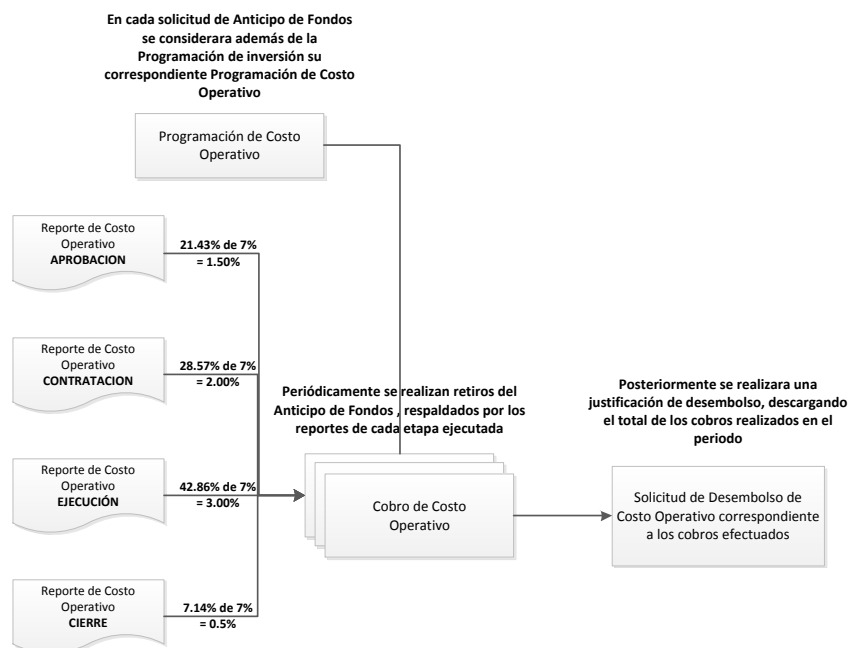 En cada solicitud de Anticipo de Fondos
se considerara además de la
Programación de inversión su
correspondiente Programación de Costo
Operativo
Programación de Costo
Operativo
Reporte de Costo
Operativo
APROBACION
21.43% de 7%
= 1.50%
Reporte de Costo
Operativo
CONTRATACION
28.57% de 7%
= 2.00%
Periódicamente se realizan retiros del
Anticipo de Fondos , respaldados por los
reportes de cada etapa ejecutada
Posteriormente se realizara una
justificación de desembolso, descargando
el total de los cobros realizados en el
periodo
Reporte de Costo
Operativo
EJECUCIÓN
42.86% de 7%
= 3.00%
Cobro de Costo
Operativo
Solicitud de Desembolso de
Costo Operativo correspondiente
a los cobros efectuados
Reporte de Costo
Operativo
CIERRE
7.14% de 7%
= 0.5%